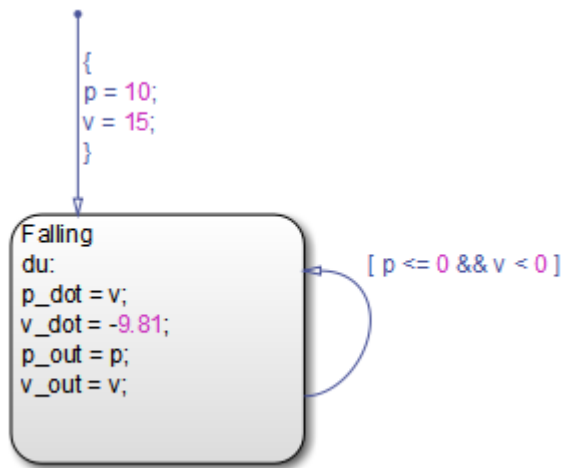 {
p = 10;
v = 15;
}
Falling
du:
p_dot = v;
v_dot = -9.81;
p_out = p;
v_out = v;
[ p <= 0 && v < 0 ]